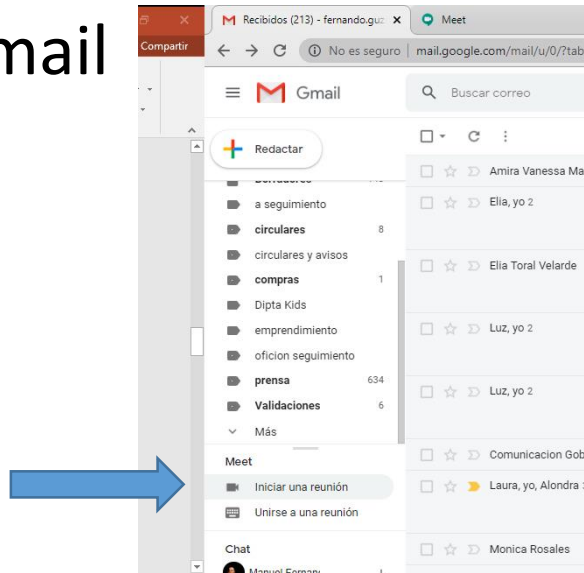 mail
Compartir
Recibidos (213) - fernando.guz
Meet
No es seguro | mail.google.com/mail/u/0/?tab
Gmail
Buscar correo
Redactar
a seguimiento
circulares 8
circulares y avisos
compras 1
Dipta Kids
emprendimiento
oficion seguimiento
prensa 634
Validaciones 6
Más
Meet
Iniciar una reunión
Unirse a una reunión
Chat
Manuel
Amira Vanessa Ma
Elia, yo 2
Elia Toral Velarde
Luz, yo 2
Luz, yo 2
Comunicacion Gob
Laura, yo, Alondra
Monica Rosales